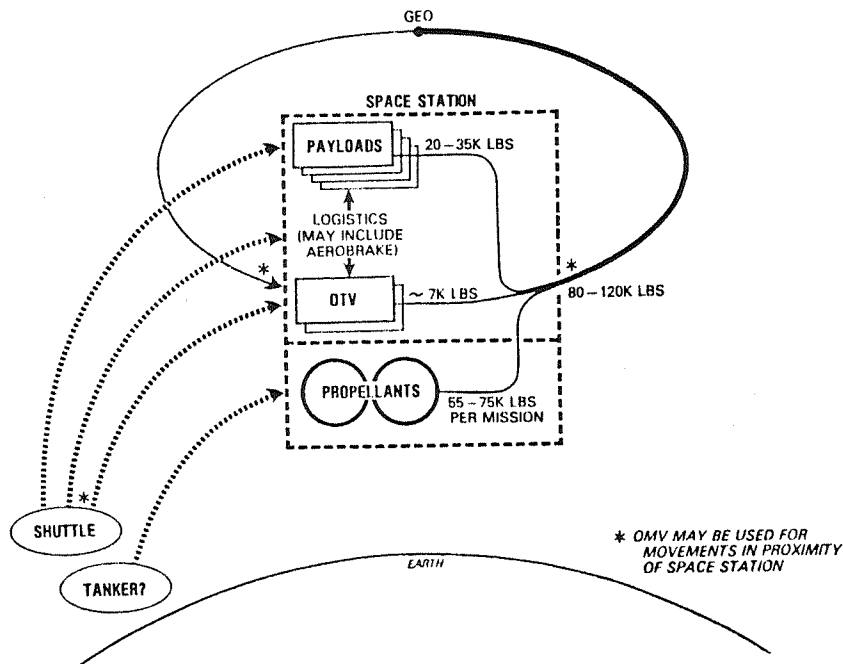 GEO
SPACE STATION
PAYLOADS
20-35K LBS
LOGISTICS
(MAY INCLUDE
AEROBRAKE)
*
*
OTV
~ 7K LBS
80-120K LBS
PROPELLANTS
55-75K LBS
PER MISSION
*
SHUTTLE
TANKER?
EARTH
* OMV MAY BE USED FOR
MOVEMENTS IN PROXIMITY
OF SPACE STATION